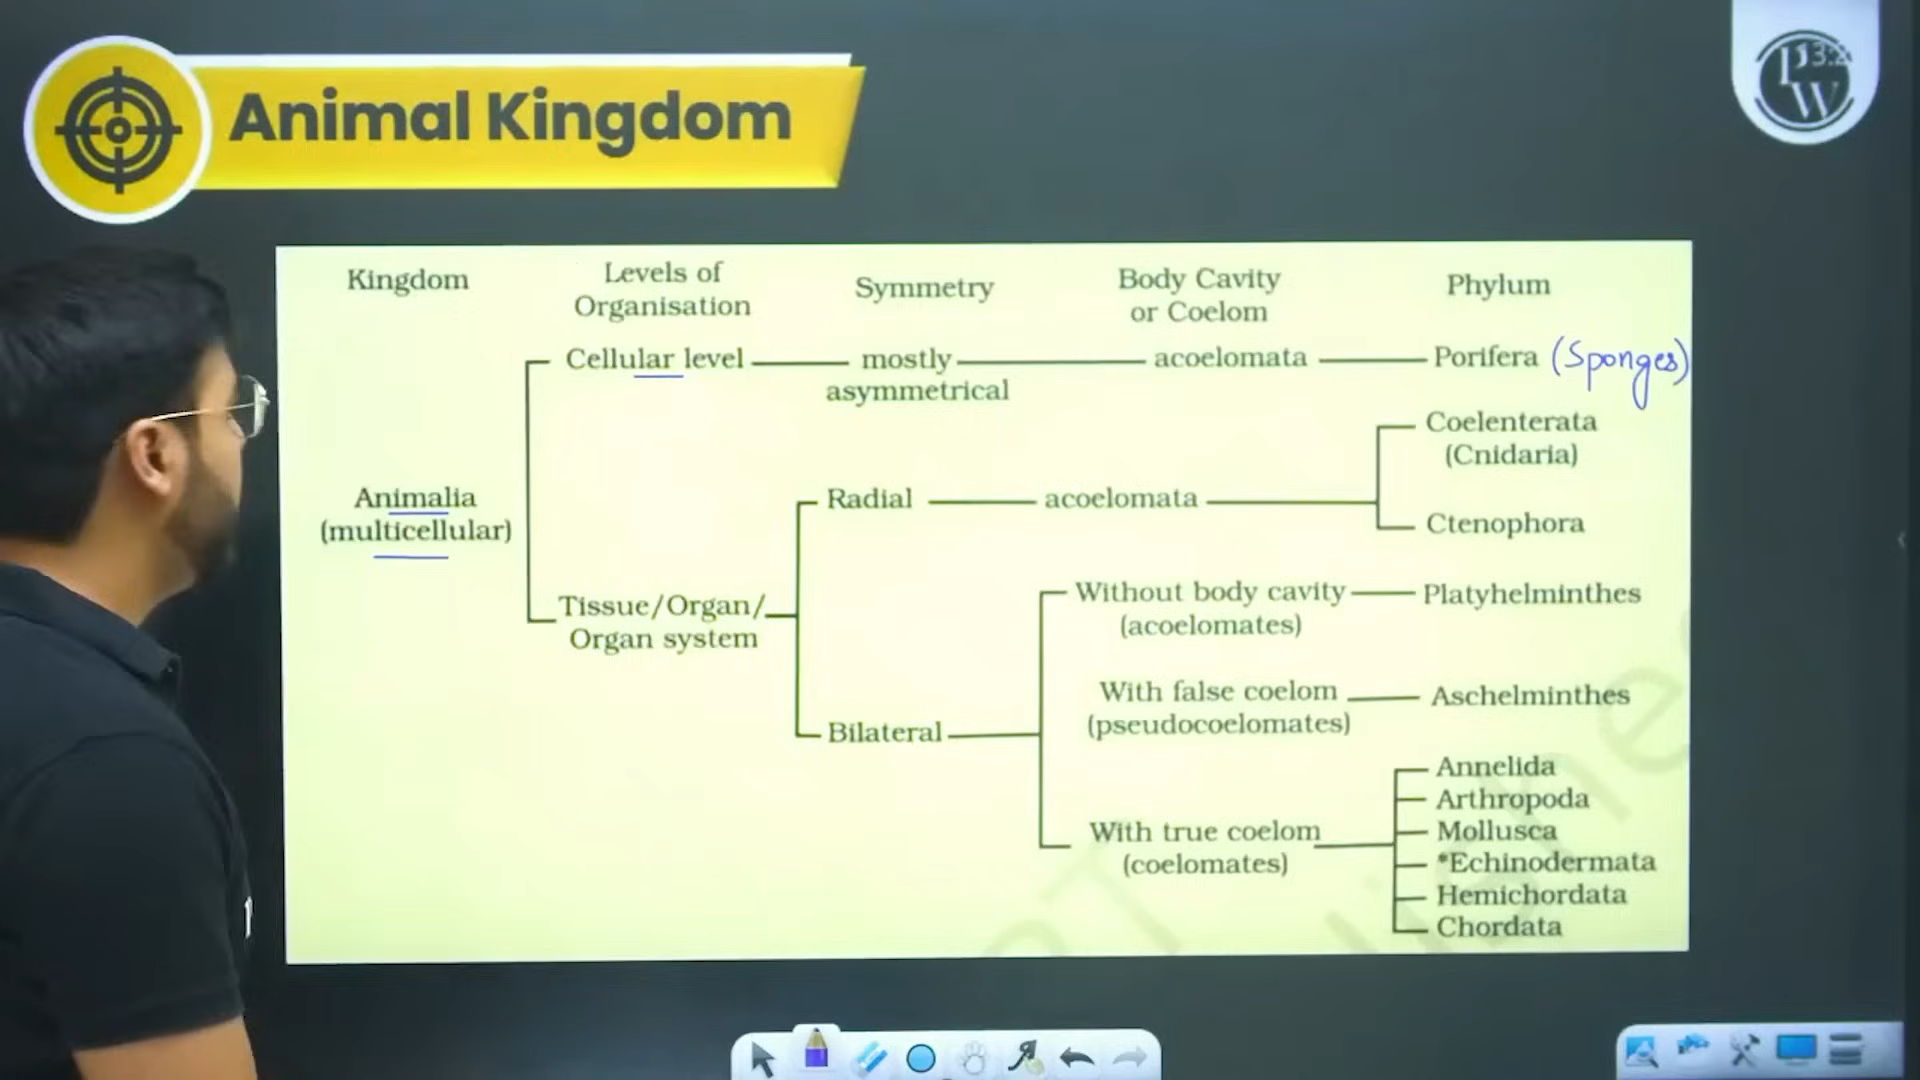 Animal Kingdom
PW
Kingdom
Levels of
Organisation
Symmetry
Body Cavity
or Coelom
Phylum
Cellular level
mostly
asymmetrical
acoelomata
Porifera (Sponges)
Coelenterata
(Cnidaria)
Animalia
(multicellular)
Radial
acoelomata
Ctenophora
Tissue/Organ/
Organ system
Without body cavity
(acoelomates)
Platyhelminthes
With false coelom
(pseudocoelomates)
Aschelminthes
Bilateral
With true coelom
(coelomates)
Annelida
Arthropoda
Mollusca
*Echinodermata
Hemichordata
Chordata